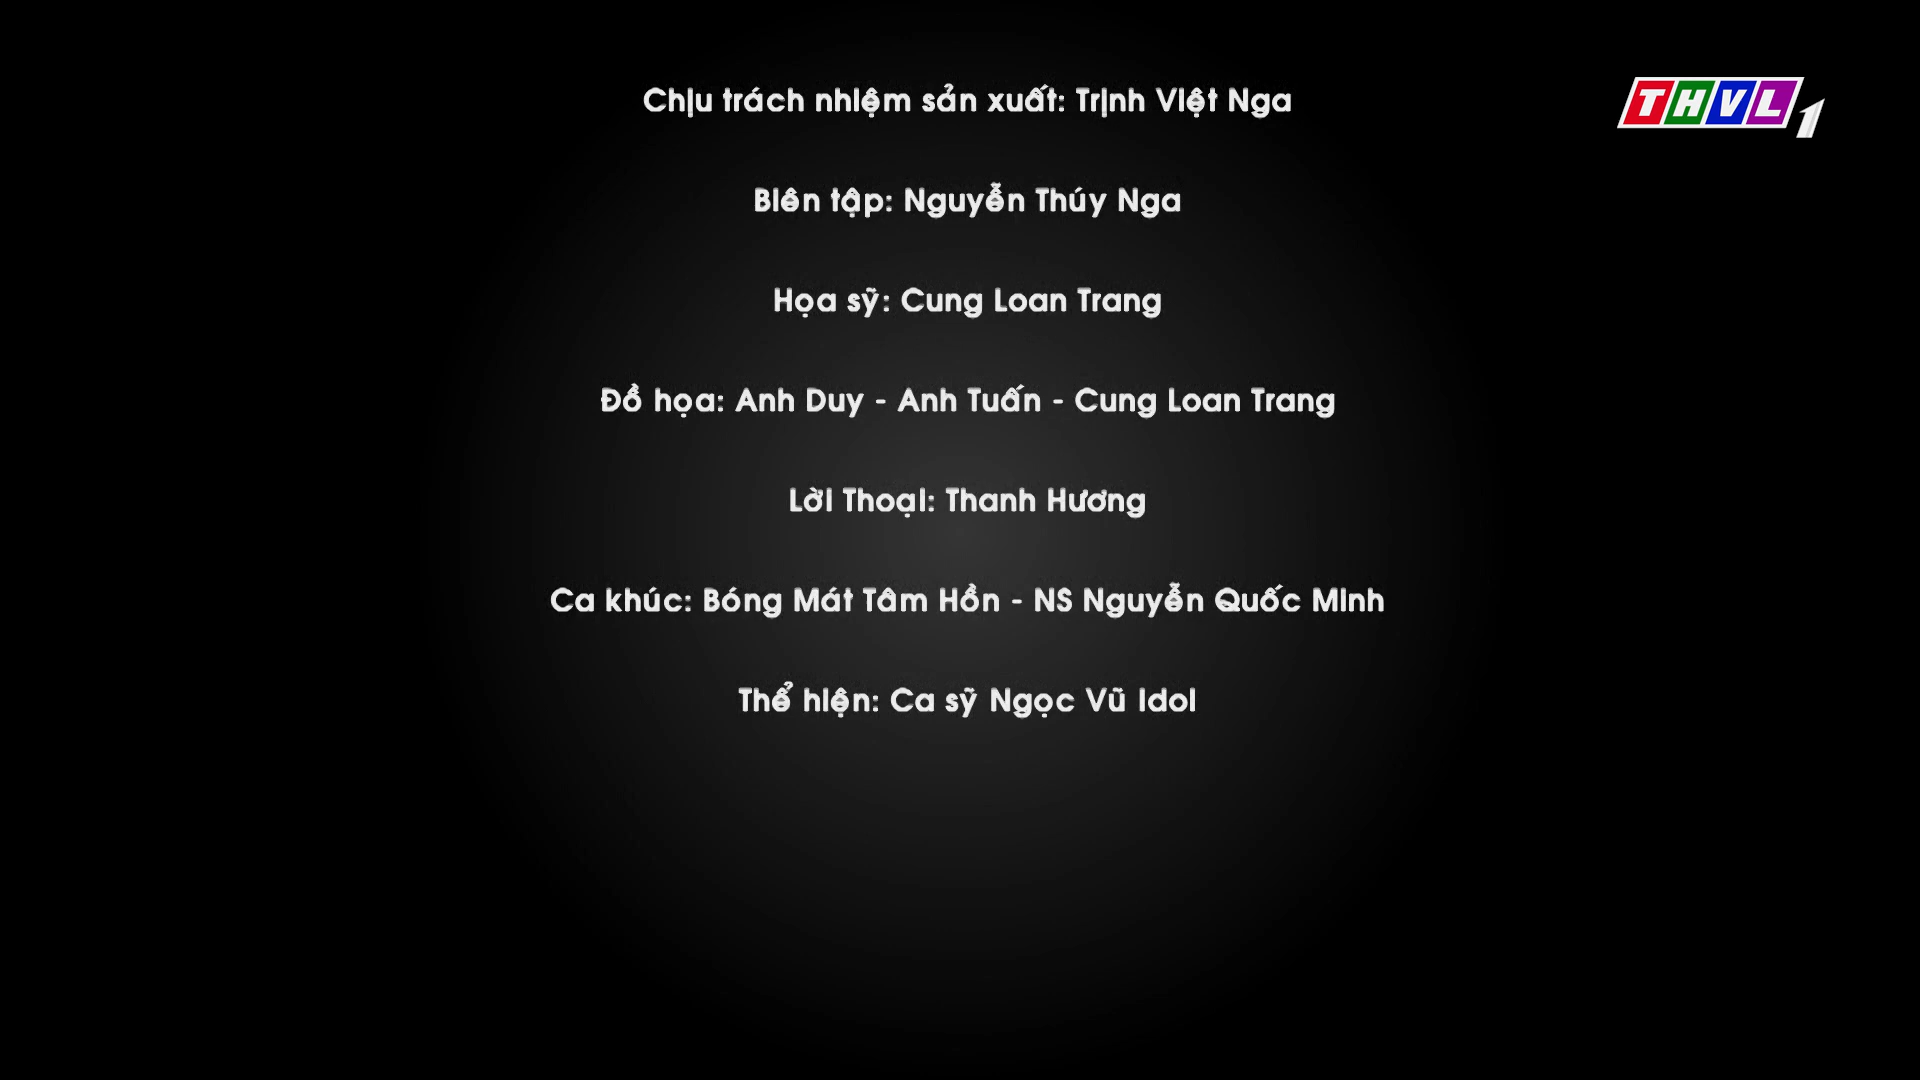 Chịu trách nhiệm sản xuất: Trịnh Việt Nga
THVL1
Biên tập: Nguyễn Thúy Nga
Họa sỹ: Cung Loan Trang
Đồ họa: Anh Duy - Anh Tuấn - Cung Loan Trang
Lời Thoại: Thanh Hương
Ca khúc: Bóng Mát Tâm Hồn - NS Nguyễn Quốc Minh
Thể hiện: Ca sỹ Ngọc Vũ Idol